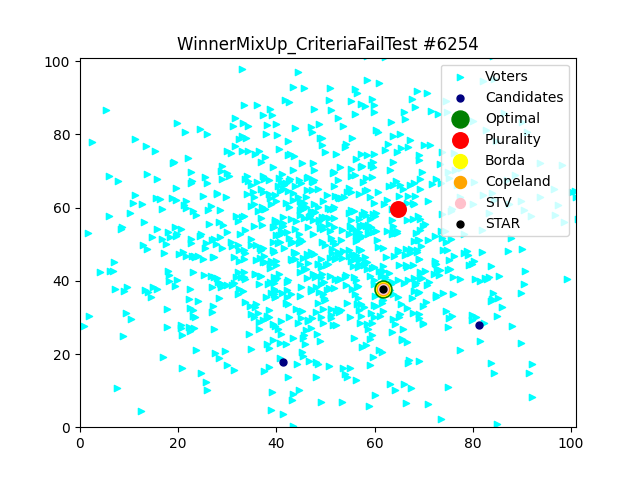 WinnerMixUp_CriteriaFailTest #6254
100
80
60
40
20
0
0 20 40 60 80 100
Voters
Candidates
Optimal
Plurality
Borda
Copeland
STV
STAR